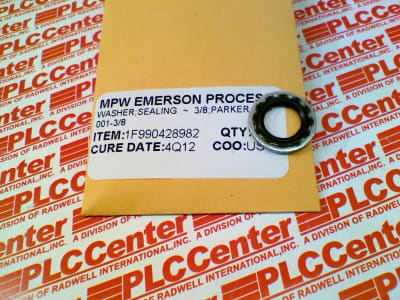 MPW EMERSON PROCES
WASHER,SEALING ~ 3/8,PARKER,
001-3/8
ITEM:1F990428982 QTY:
CURE DATE:4Q12 COO:US
PLCCenter
A DIVISION OF RADWELL INTERNATIONAL,INC.